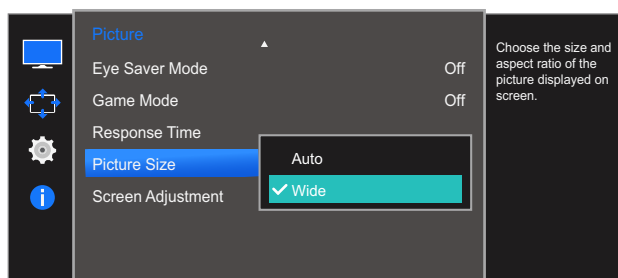 Picture
Eye Saver Mode Off
Game Mode Off
Response Time
Picture Size
Auto
Wide
Screen Adjustment
Choose the size and
aspect ratio of the
picture displayed on
screen.